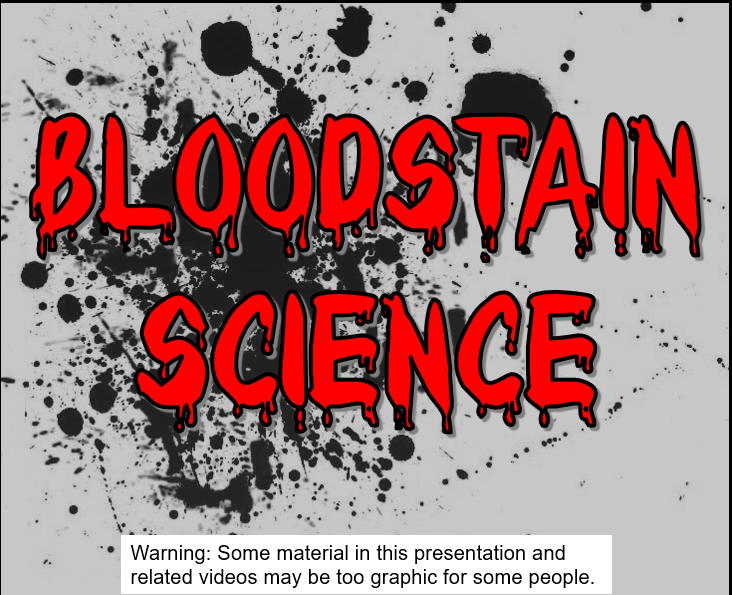 BLOODSTAIN
SCIENCE
Warning: Some material in this presentation and
related videos may be too graphic for some people.